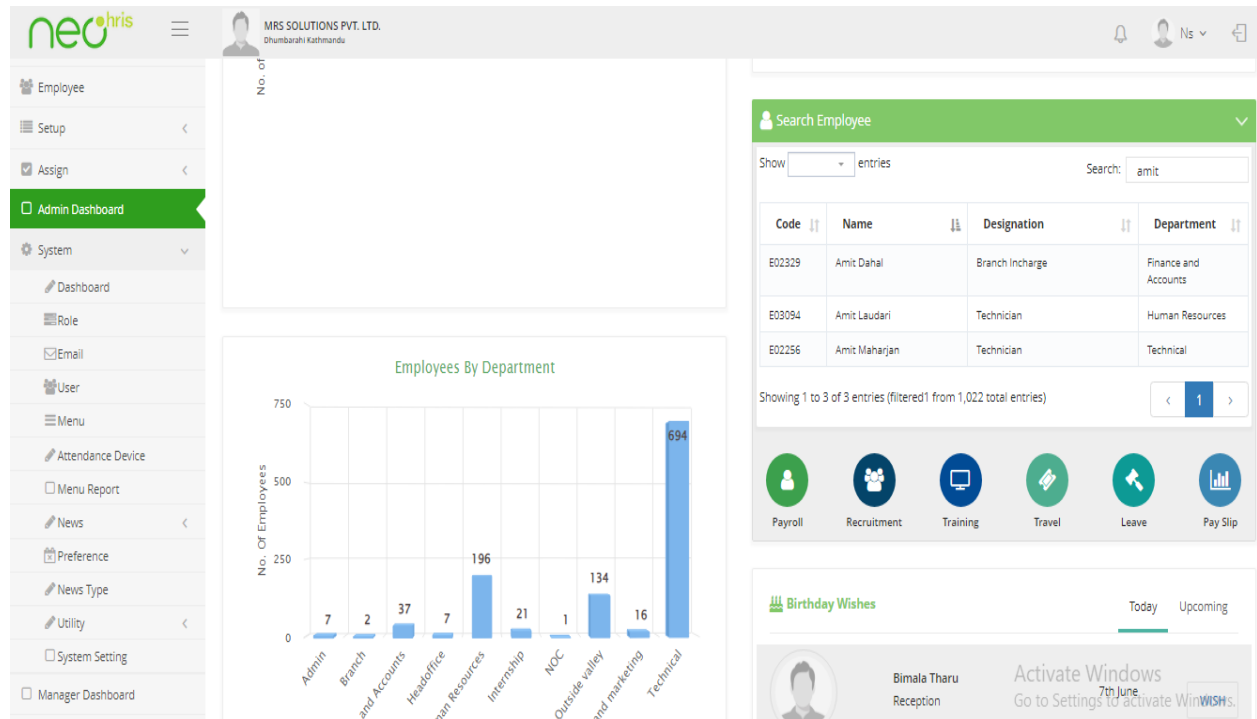 neohris
MRS SOLUTIONS PVT. LTD.
Dhumbarahi Kathmandu
Ns
Employee
Setup
Assign
Admin Dashboard
System
Dashboard
Role
Email
User
Menu
Attendance Device
Menu Report
News
Preference
News Type
Utility
System Setting
Manager Dashboard
No. of
Employees By Department
No. Of Employees
750
500
250
0
7
2
37
7
196
21
1
134
16
694
Admin
Branch
and Accounts
Headoffice
Resources
Internship
NOC
Outside valley
and marketing
Technical
Search Employee
Show entries
Search: amit
Code Name Designation Department
E02329 Amit Dahal Branch Incharge Finance and
Accounts
E03094 Amit Laudari Technician Human Resources
E02256 Amit Maharjan Technician Technical
Showing 1 to 3 of 3 entries (filtered1 from 1,022 total entries)
< 1 >
Payroll Recruitment Training Travel Leave Pay Slip
Birthday Wishes
Today Upcoming
Bimala Tharu
Reception
7th June
WISH
Activate Windows
Go to Settings to activate Windows.